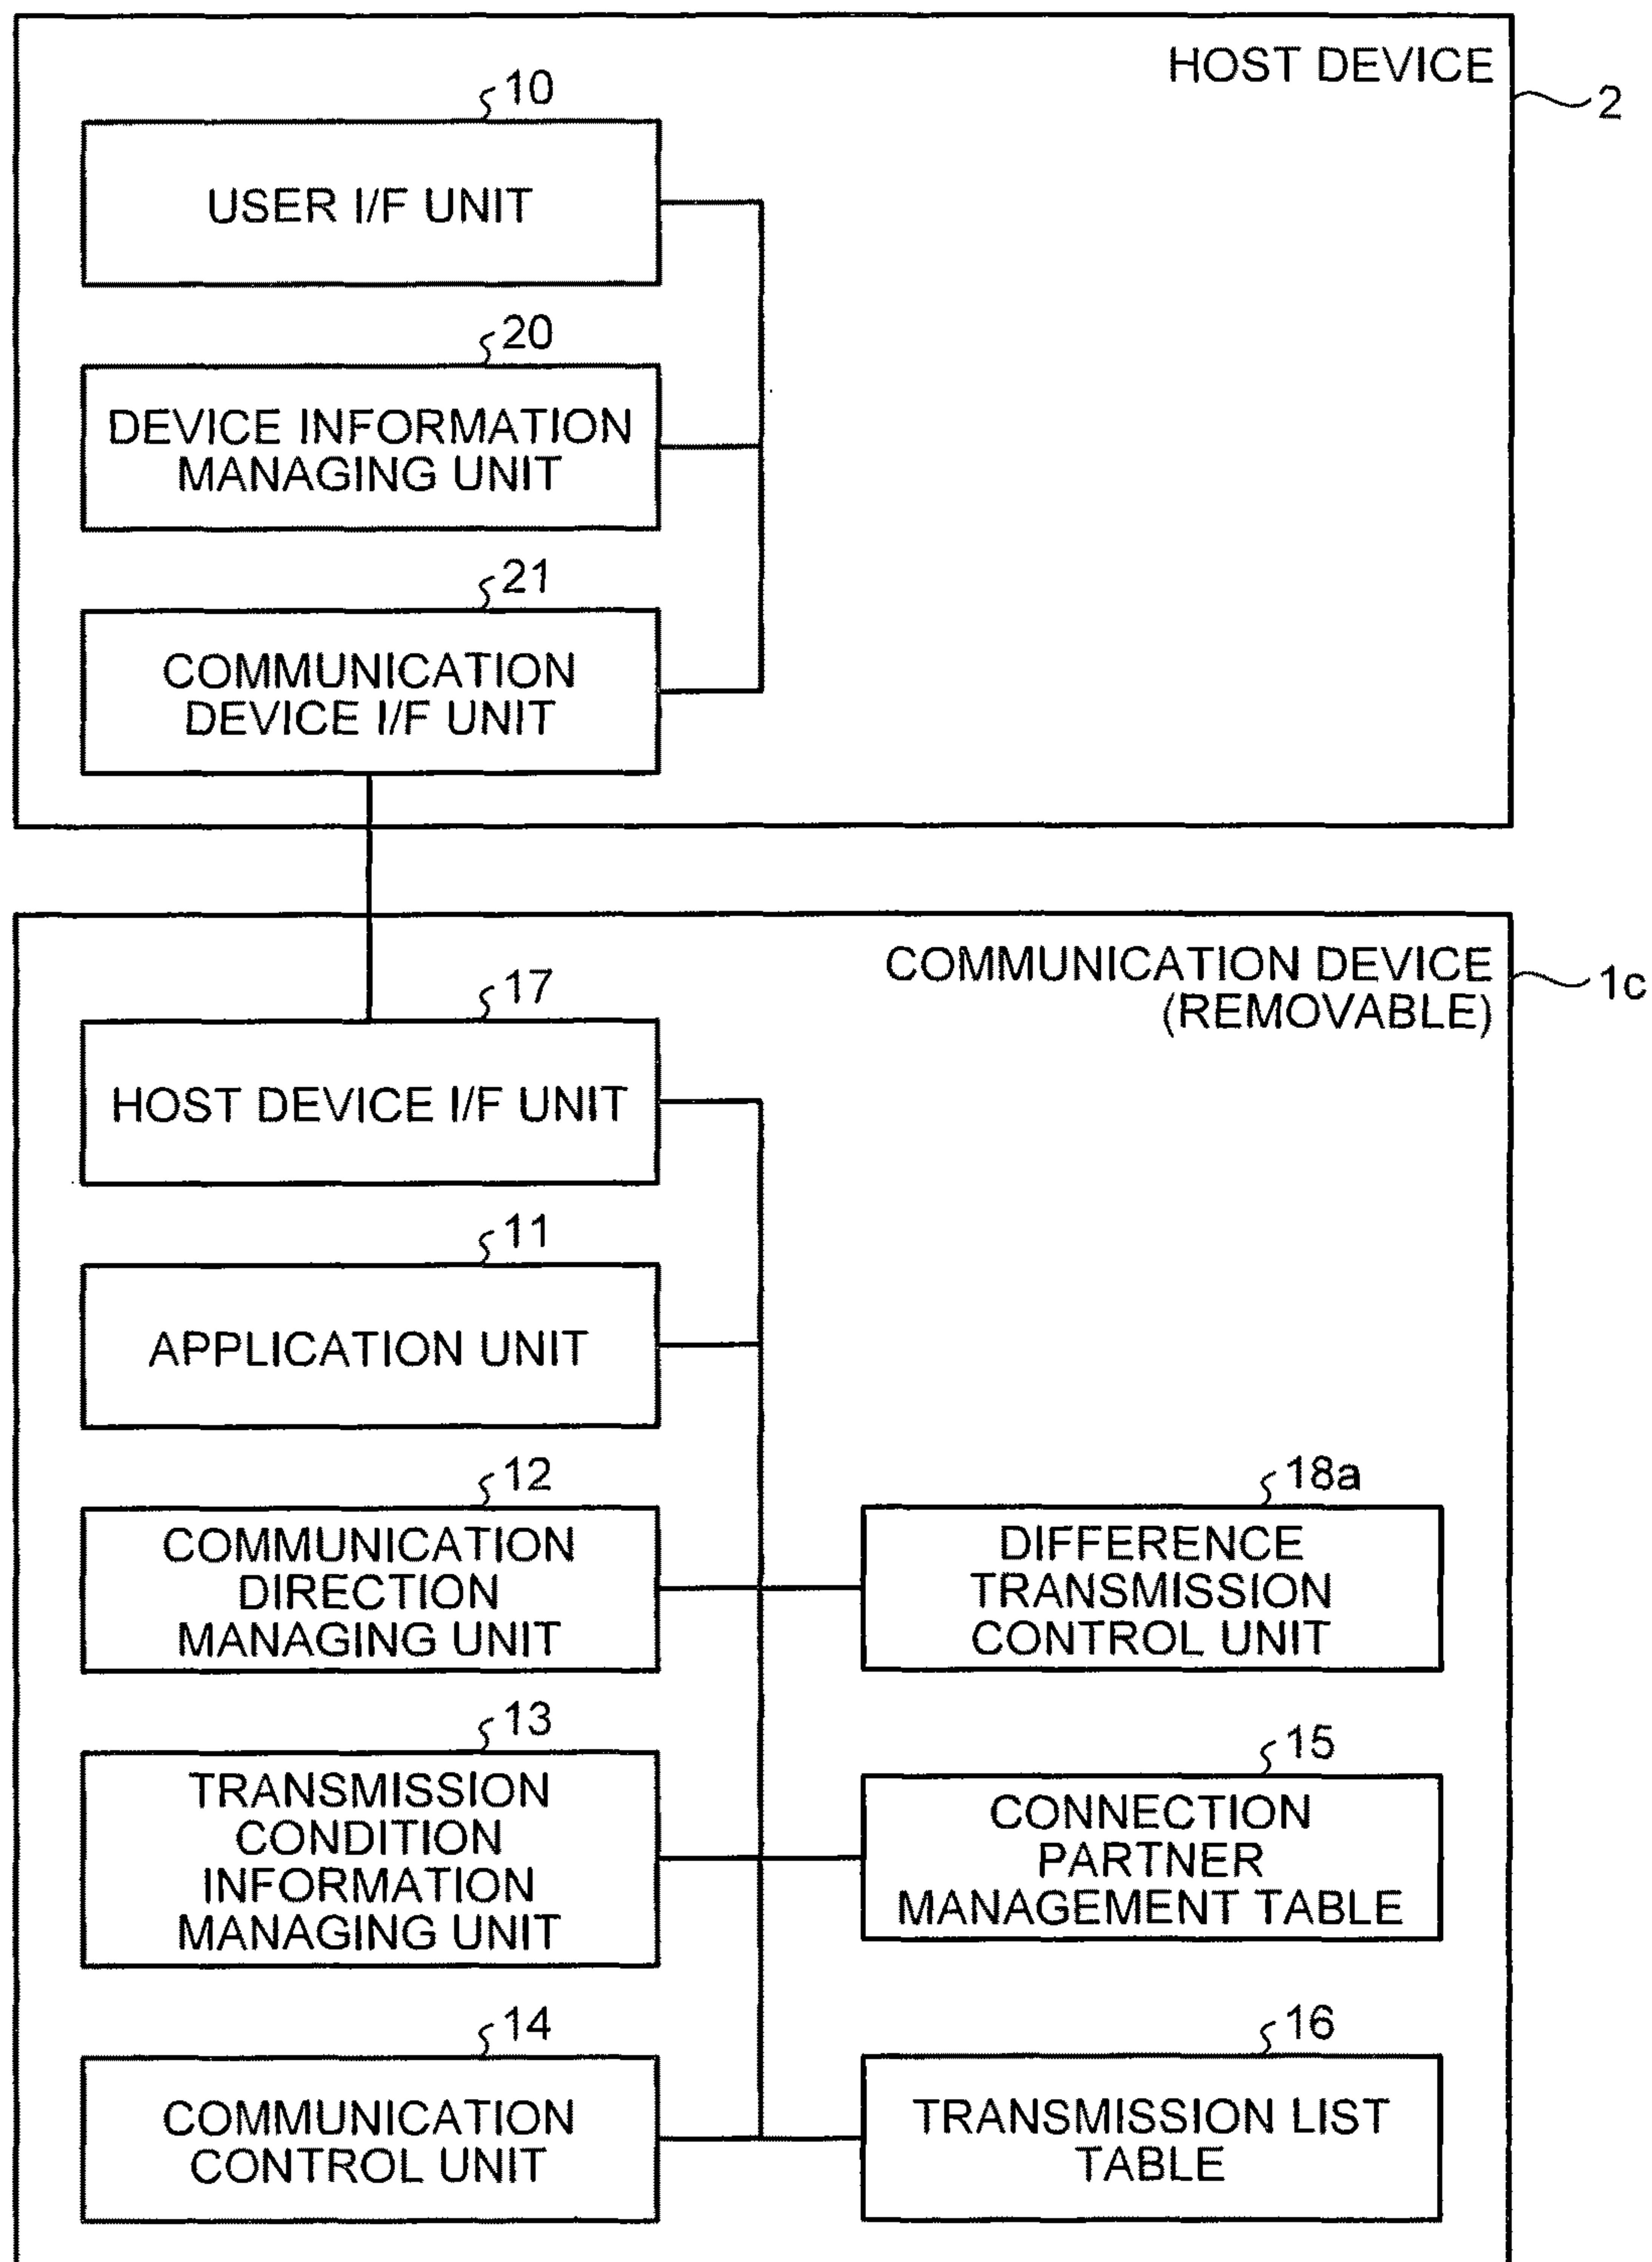 HOST DEVICE
2
10
USER I/F UNIT
20
DEVICE INFORMATION
MANAGING UNIT
21
COMMUNICATION
DEVICE I/F UNIT
COMMUNICATION DEVICE
(REMOVABLE)
1c
17
HOST DEVICE I/F UNIT
11
APPLICATION UNIT
12
COMMUNICATION
DIRECTION
MANAGING UNIT
18a
DIFFERENCE
TRANSMISSION
CONTROL UNIT
13
TRANSMISSION
CONDITION
INFORMATION
MANAGING UNIT
15
CONNECTION
PARTNER
MANAGEMENT TABLE
14
COMMUNICATION
CONTROL UNIT
16
TRANSMISSION LIST
TABLE